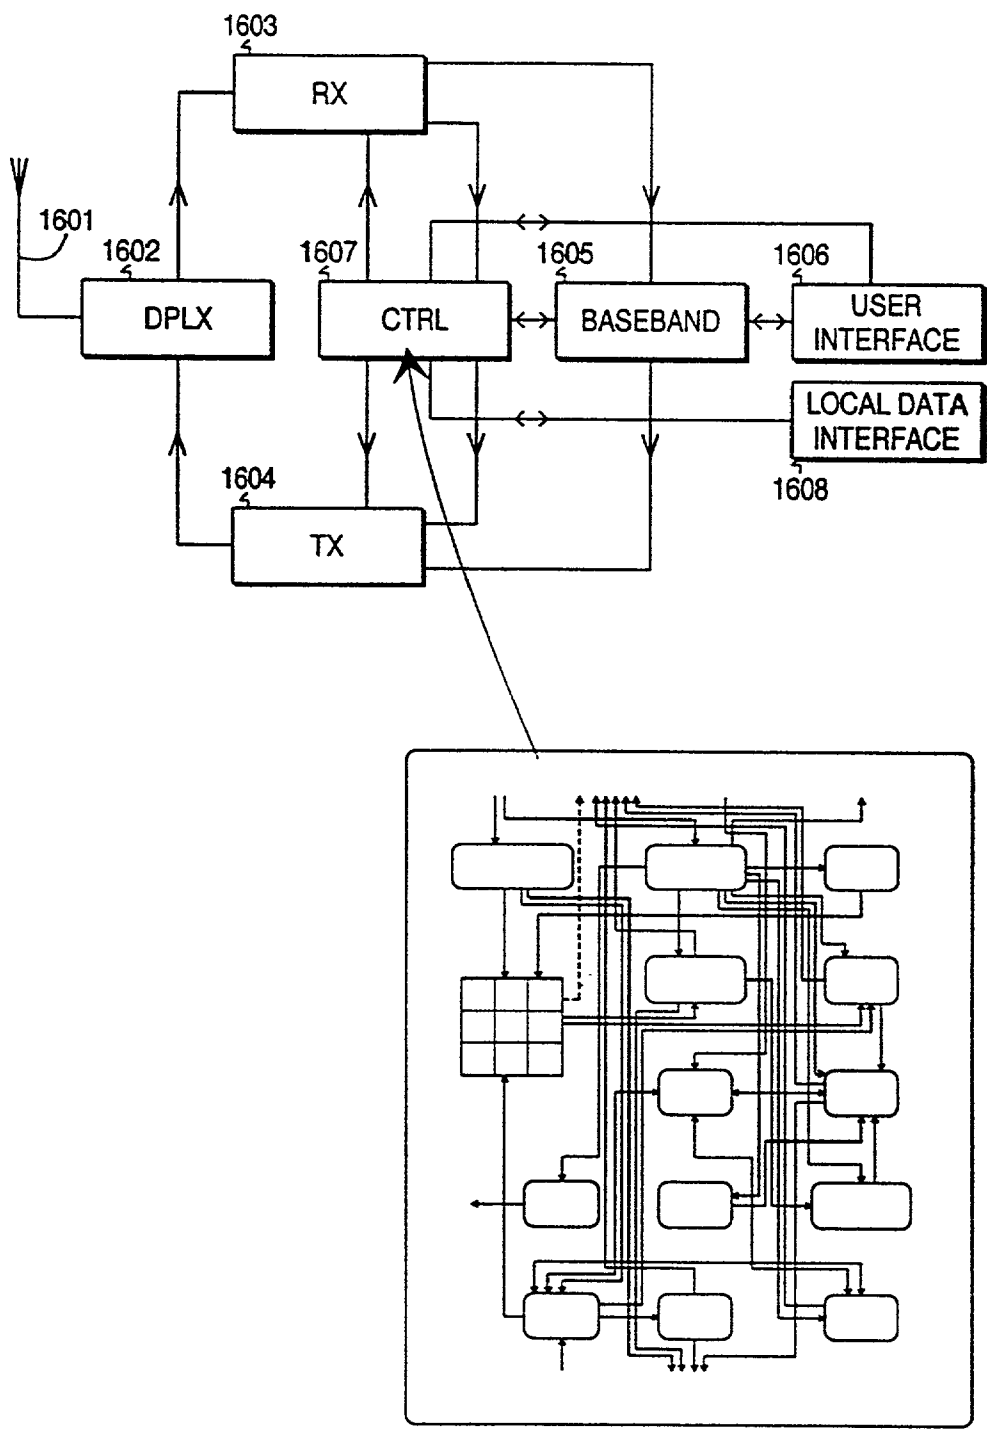 1603
RX
1601
1602
DPLX
1607
CTRL
1605
BASEBAND
1606
USER
INTERFACE
LOCAL DATA
INTERFACE
1608
1604
TX